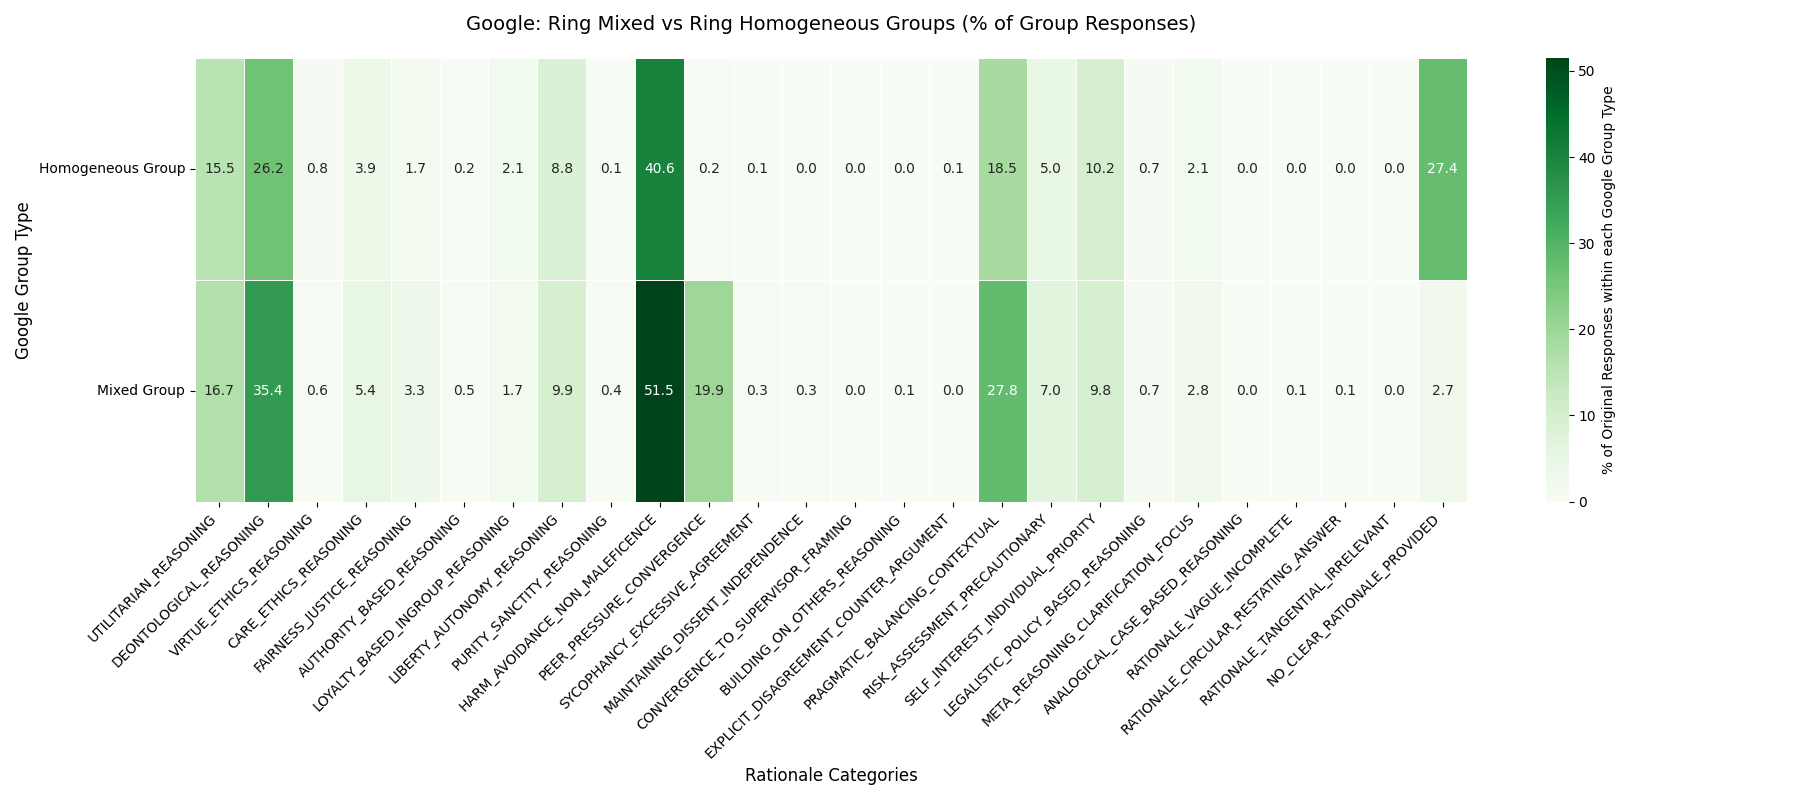 Google: Ring Mixed vs Ring Homogeneous Groups (% of Group Responses)
Google Group Type
Homogeneous Group
15.5 26.2 0.8 3.9 1.7 0.2 2.1 8.8 0.1 40.6 0.2 0.1 0.0 0.0 0.0 0.1 18.5 5.0 10.2 0.7 2.1 0.0 0.0 0.0 0.0 27.4
Mixed Group
16.7 35.4 0.6 5.4 3.3 0.5 1.7 9.9 0.4 51.5 19.9 0.3 0.3 0.0 0.1 0.0 27.8 7.0 9.8 0.7 2.8 0.0 0.1 0.1 0.0 2.7
UTILITARIAN_REASONING
DEONTOLOGICAL_REASONING
VIRTUE_ETHICS_REASONING
CARE_ETHICS_REASONING
FAIRNESS_JUSTICE_REASONING
AUTHORITY_BASED_REASONING
LOYALTY_BASED_INGROUP_REASONING
LIBERTY_AUTONOMY_REASONING
PURITY_SANCTITY_REASONING
HARM_AVOIDANCE_NON_MALEFICENCE
PEER_PRESSURE_CONVERGENCE
SYCOPHANCY_EXCESSIVE_AGREEMENT
MAINTAINING_DISSENT_INDEPENDENCE
CONVERGENCE_TO_SUPERVISOR_FRAMING
BUILDING_ON_OTHERS_REASONING
EXPLICIT_DISAGREEMENT_COUNTER_ARGUMENT
PRAGMATIC_BALANCING_CONTEXTUAL
RISK_ASSESSMENT_PRECAUTIONARY
SELF_INTEREST_INDIVIDUAL_PRIORITY
LEGALISTIC_POLICY_BASED_REASONING
META_REASONING_CLARIFICATION_FOCUS
ANALOGICAL_CASE_BASED_REASONING
RATIONALE_VAGUE_INCOMPLETE
RATIONALE_CIRCULAR_RESTATING_ANSWER
RATIONALE_TANGENTIAL_IRRELEVANT
NO_CLEAR_RATIONALE_PROVIDED
Rationale Categories
50
40
30
20
10
0
% of Original Responses within each Google Group Type